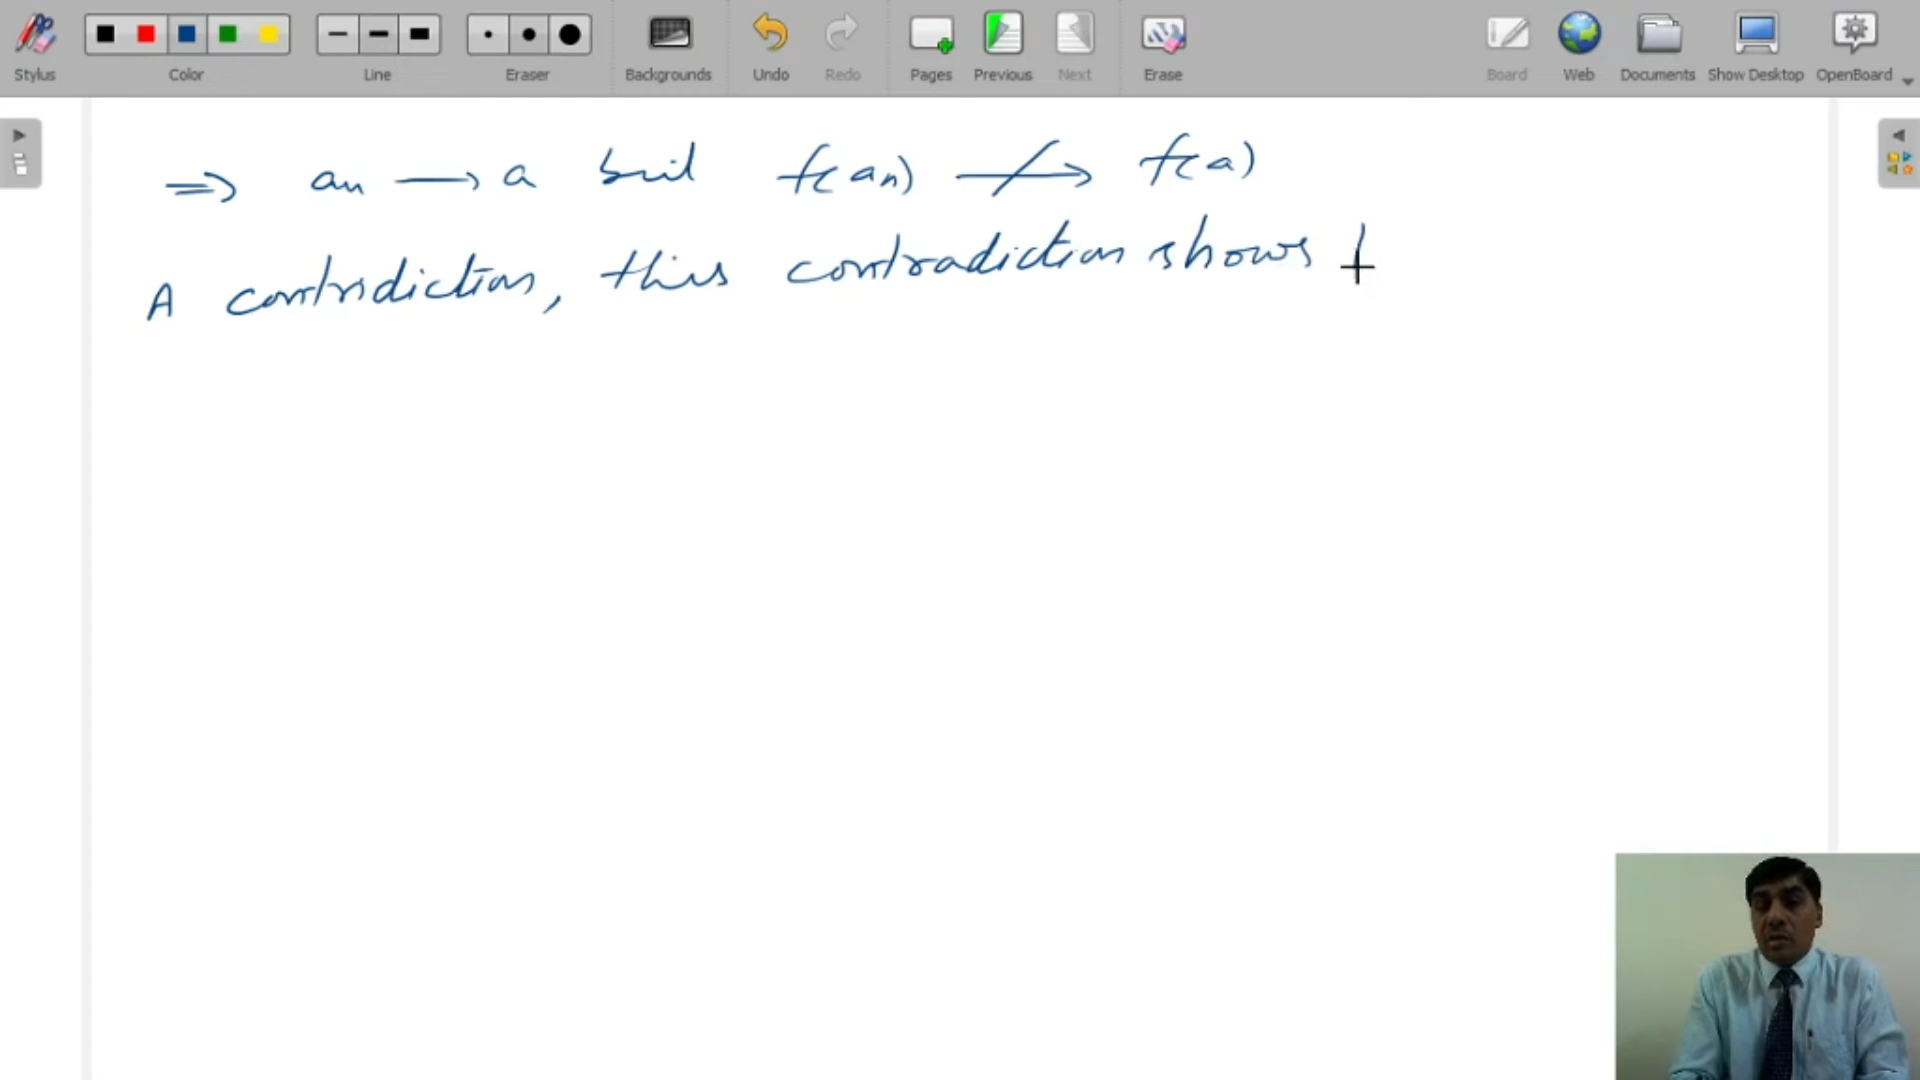 Stylus
Color
Line
Eraser
Backgrounds
Undo
Redo
Pages
Previous
Next
Erase
Board
Web
Documents
Show Desktop
OpenBoard
⇒ an → a but f(an) ↛ f(a)
A contridiction, this contradiction shows t